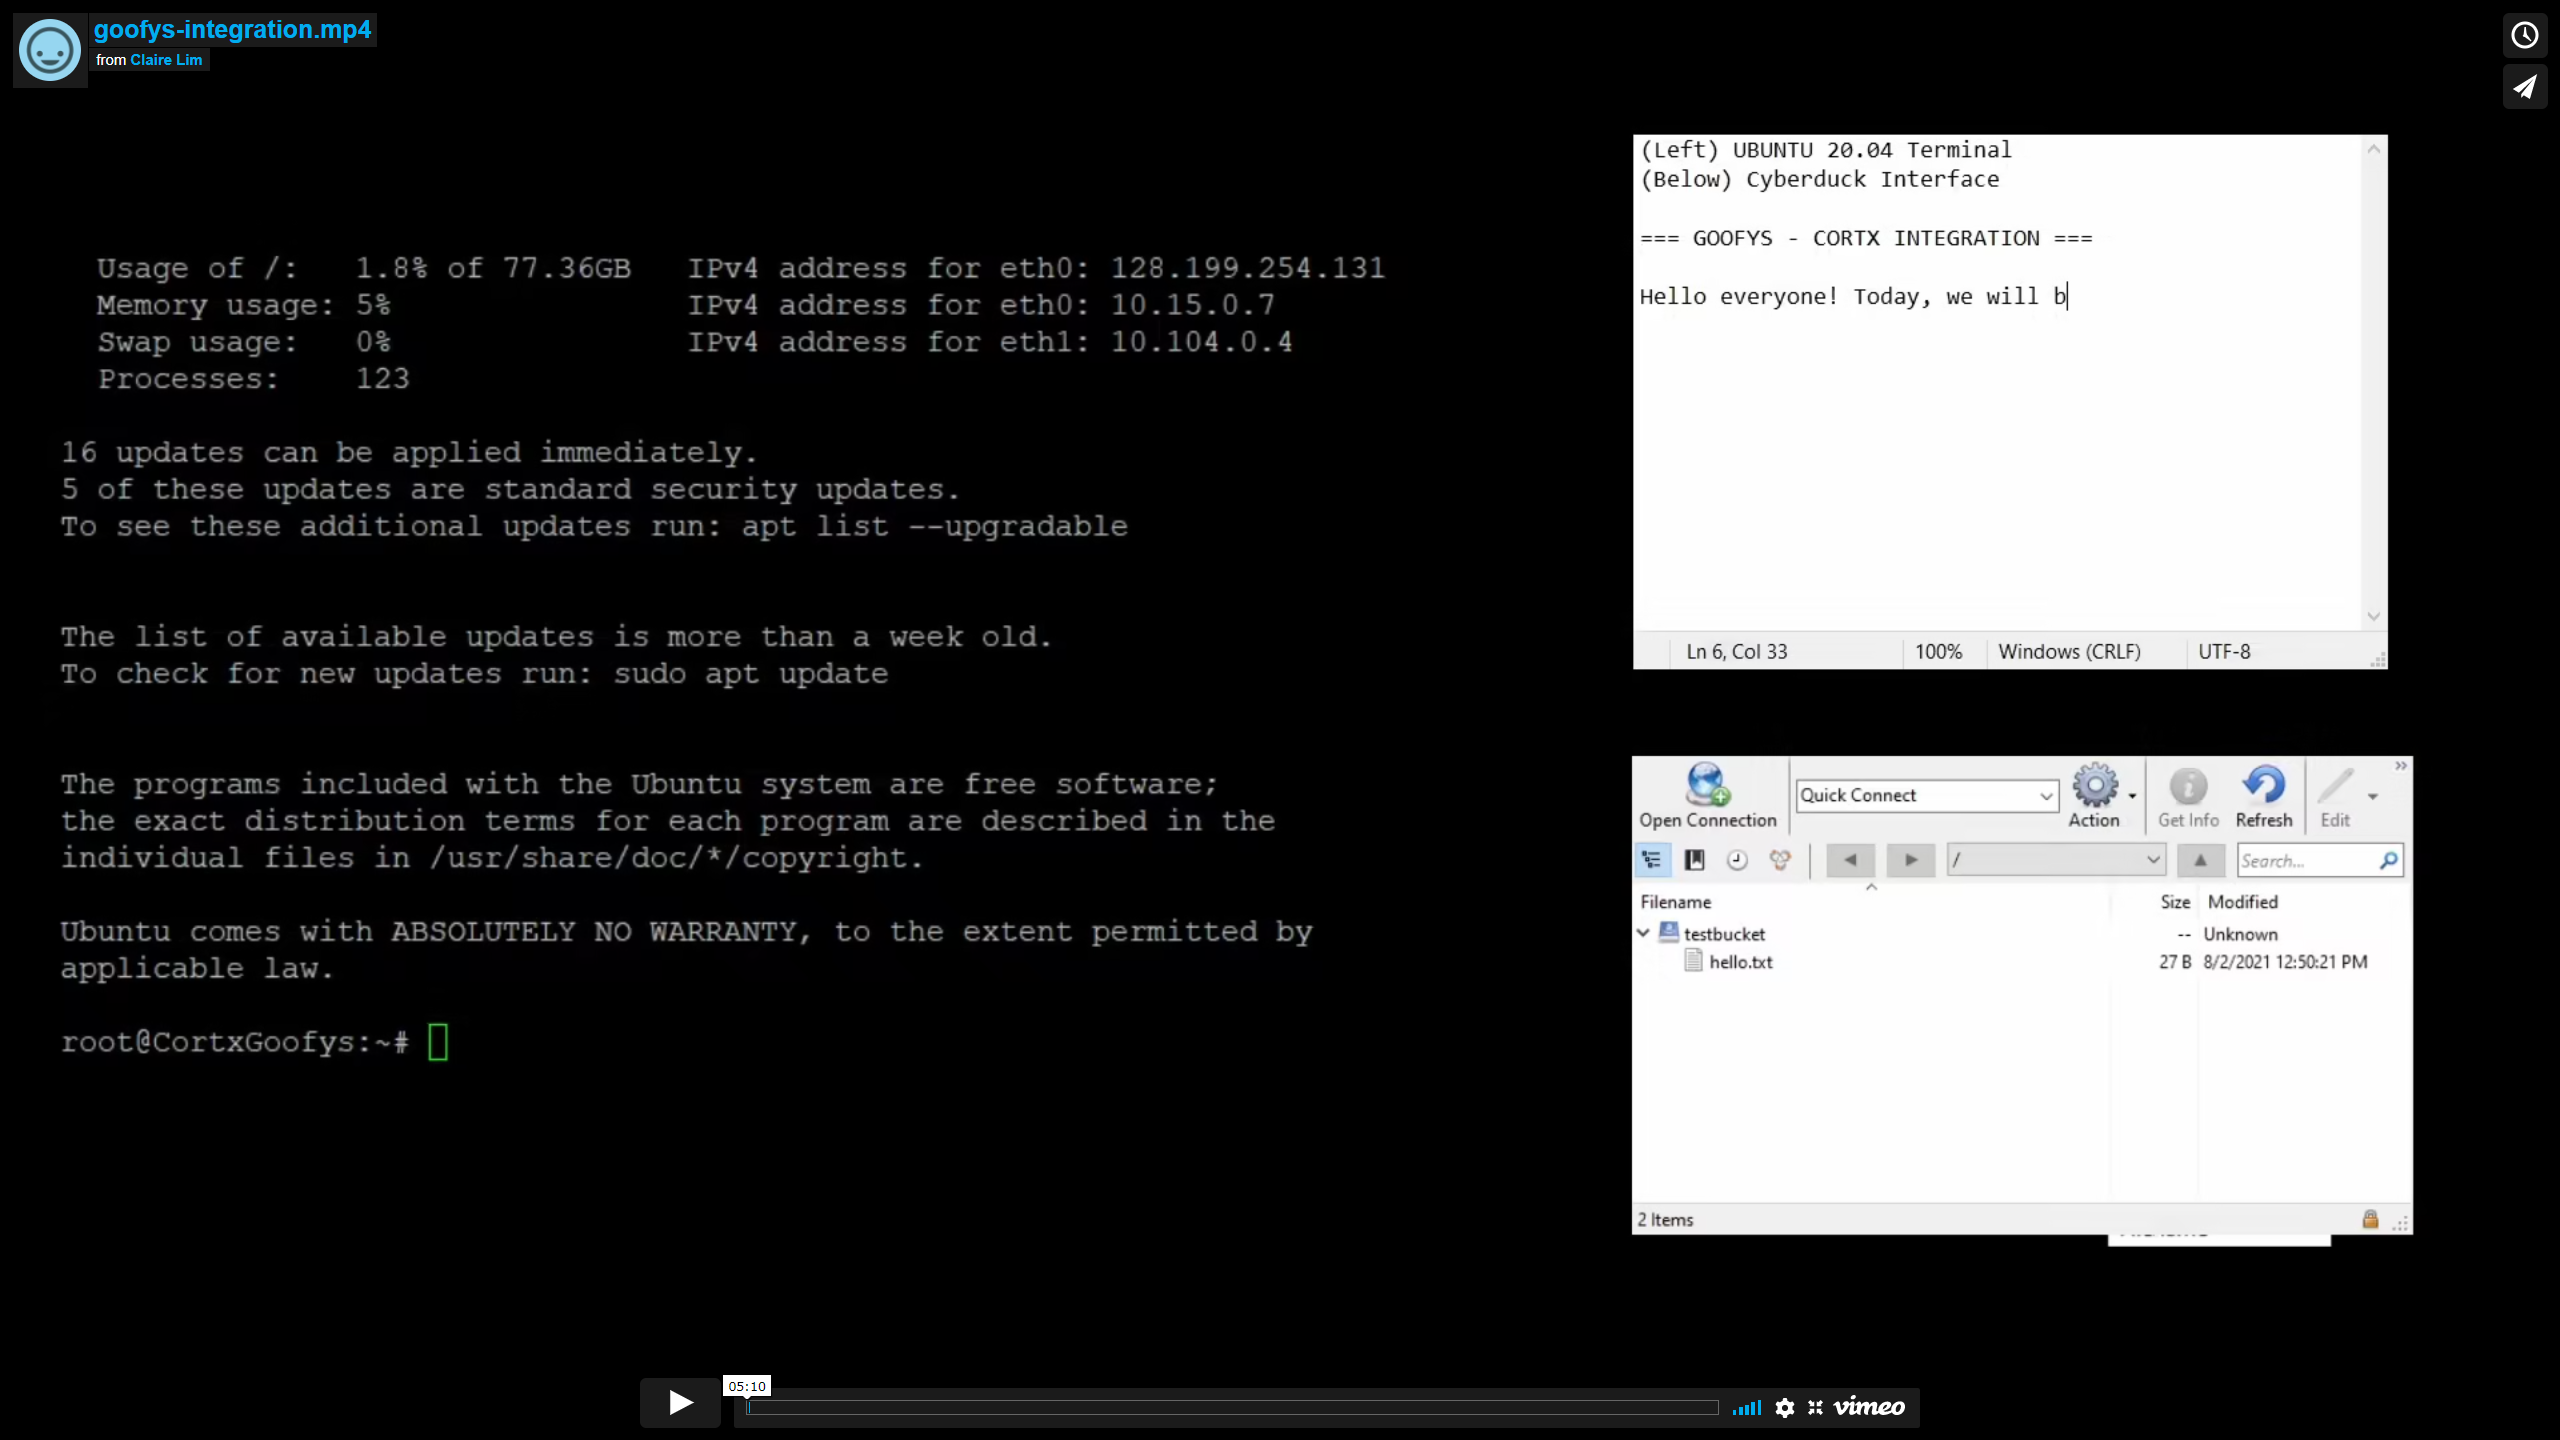 goofys-integration.mp4
from Claire Lim
Usage of /: 1.8% of 77.36GB IPv4 address for eth0: 128.199.254.131
Memory usage: 5% IPv4 address for eth0: 10.15.0.7
Swap usage: 0% IPv4 address for eth1: 10.104.0.4
Processes: 123
16 updates can be applied immediately.
5 of these updates are standard security updates.
To see these additional updates run: apt list --upgradable
The list of available updates is more than a week old.
To check for new updates run: sudo apt update
The programs included with the Ubuntu system are free software;
the exact distribution terms for each program are described in the
individual files in /usr/share/doc/*/copyright.
Ubuntu comes with ABSOLUTELY NO WARRANTY, to the extent permitted by
applicable law.
root@CortxGoofys:~#
(Left) UBUNTU 20.04 Terminal
(Below) Cyberduck Interface
=== GOOFYS - CORTX INTEGRATION ===
Hello everyone! Today, we will b
Ln 6, Col 33 100% Windows (CRLF) UTF-8
Open Connection Quick Connect Action Get Info Refresh Edit
/ Search...
Filename Size Modified
testbucket -- Unknown
hello.txt 27 B 8/2/2021 12:50:21 PM
2 Items
05:10
vimeo